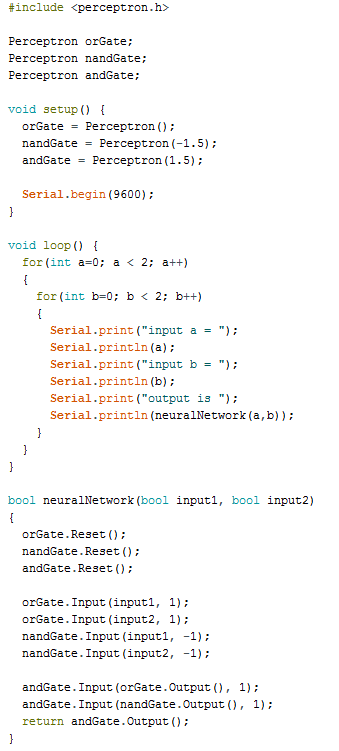 #include <perceptron.h>

Perceptron orGate;
Perceptron nandGate;
Perceptron andGate;

void setup() {
  orGate = Perceptron();
  nandGate = Perceptron(-1.5);
  andGate = Perceptron(1.5);

  Serial.begin(9600);
}

void loop() {
  for(int a=0; a < 2; a++)
  {
    for(int b=0; b < 2; b++)
    {
      Serial.print("input a = ");
      Serial.println(a);
      Serial.print("input b = ");
      Serial.println(b);
      Serial.print("output is ");
      Serial.println(neuralNetwork(a,b));
    }
  }
}

bool neuralNetwork(bool input1, bool input2)
{
  orGate.Reset();
  nandGate.Reset();
  andGate.Reset();

  orGate.Input(input1, 1);
  orGate.Input(input2, 1);
  nandGate.Input(input1, -1);
  nandGate.Input(input2, -1);

  andGate.Input(orGate.Output(), 1);
  andGate.Input(nandGate.Output(), 1);
  return andGate.Output();
}